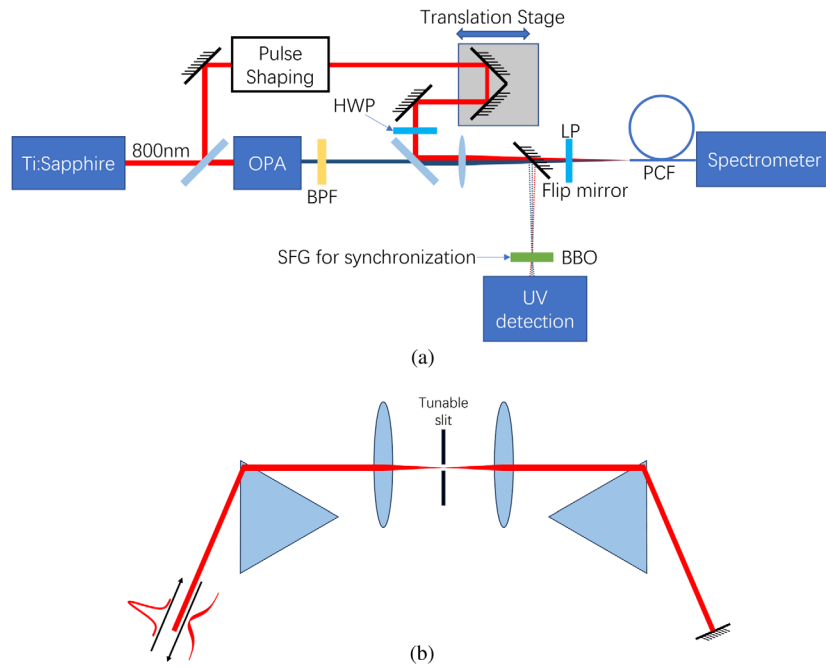 Translation Stage
Pulse
Shaping
HWP
LP
Ti:Sapphire
800nm
OPA
BPF
Flip mirror
PCF
Spectrometer
SFG for synchronization
BBO
UV
detection
(a)
Tunable
slit
(b)